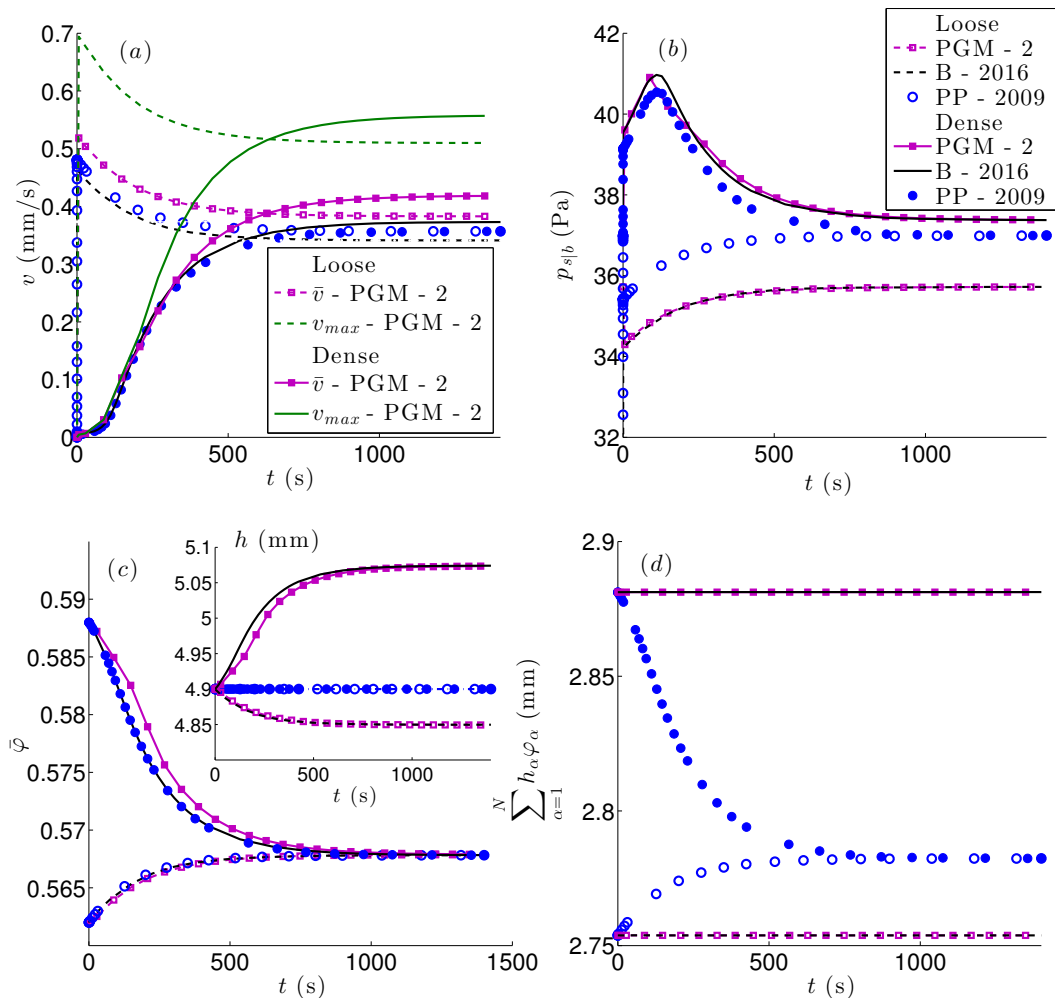 (a)
v (mm/s)
0.7
0.6
0.5
0.4
0.3
0.2
0.1
0
0 500 1000
t (s)
Loose
v̄ - PGM - 2
v_max - PGM - 2
Dense
v̄ - PGM - 2
v_max - PGM - 2
(b)
p_s|b (Pa)
42
40
38
36
34
32
0 500 1000
t (s)
Loose
PGM - 2
B - 2016
PP - 2009
Dense
PGM - 2
B - 2016
PP - 2009
(c)
φ̄
0.59
0.585
0.58
0.575
0.57
0.565
0 500 1000 1500
t (s)
h (mm)
5.1
5.07
5
4.95
4.9
4.85
0 500 1000
t (s)
(d)
∑_{α=1}^{N} h_α φ_α (mm)
2.9
2.85
2.8
2.75
0 500 1000
t (s)